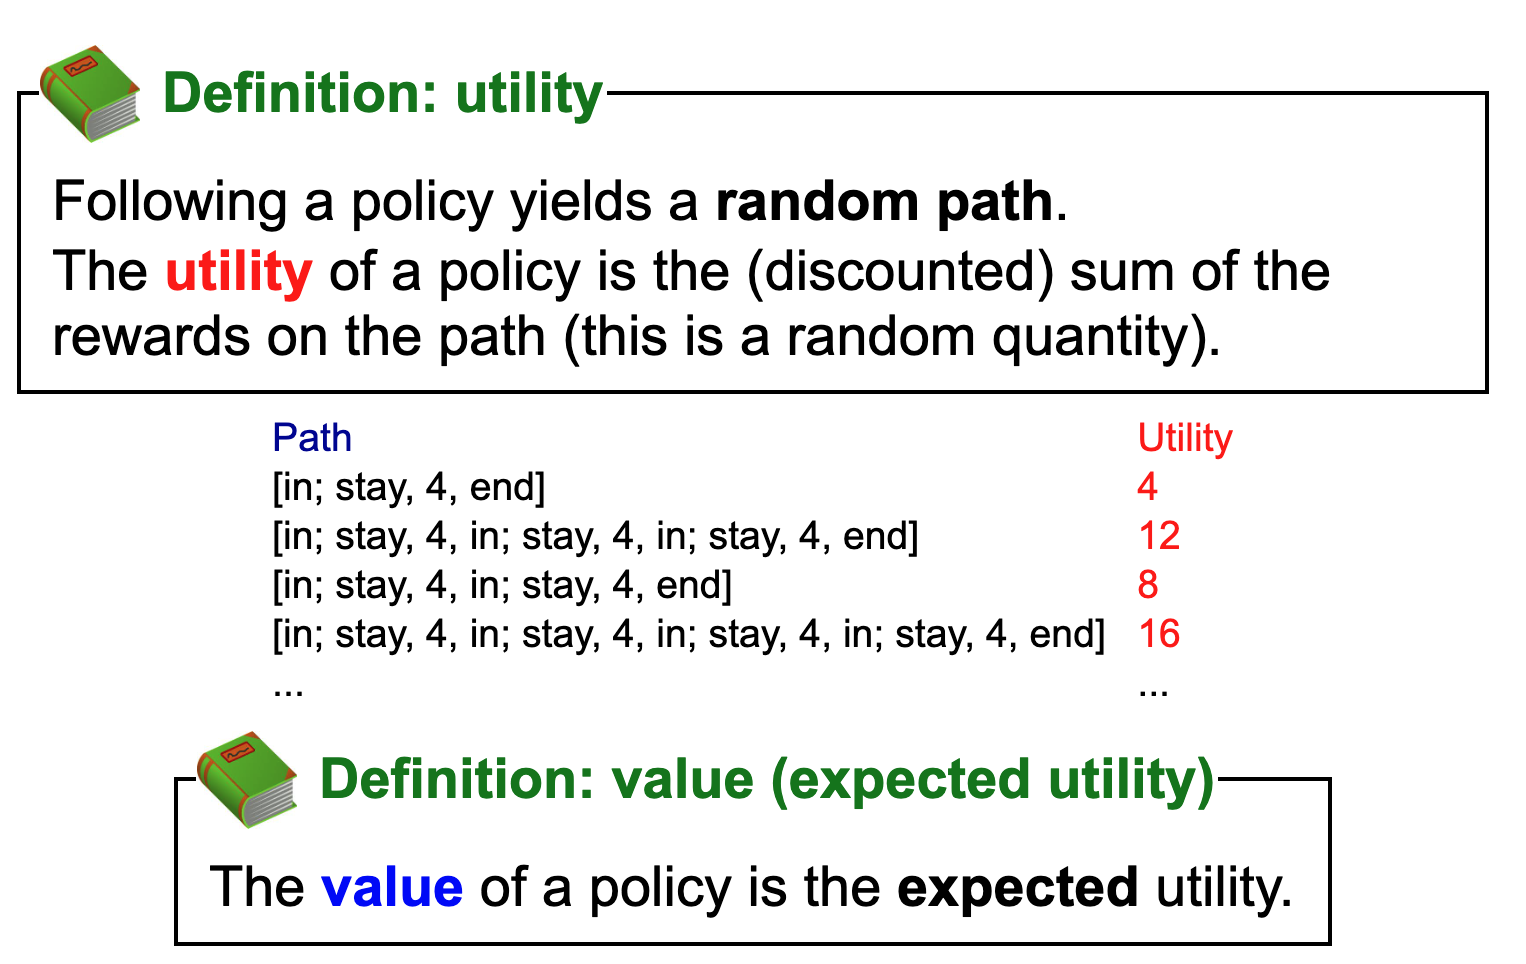 Definition: utility
Following a policy yields a random path.
The utility of a policy is the (discounted) sum of the
rewards on the path (this is a random quantity).
Path Utility
[in; stay, 4, end] 4
[in; stay, 4, in; stay, 4, in; stay, 4, end] 12
[in; stay, 4, in; stay, 4, end] 8
[in; stay, 4, in; stay, 4, in; stay, 4, in; stay, 4, end] 16
... ...
Definition: value (expected utility)
The value of a policy is the expected utility.